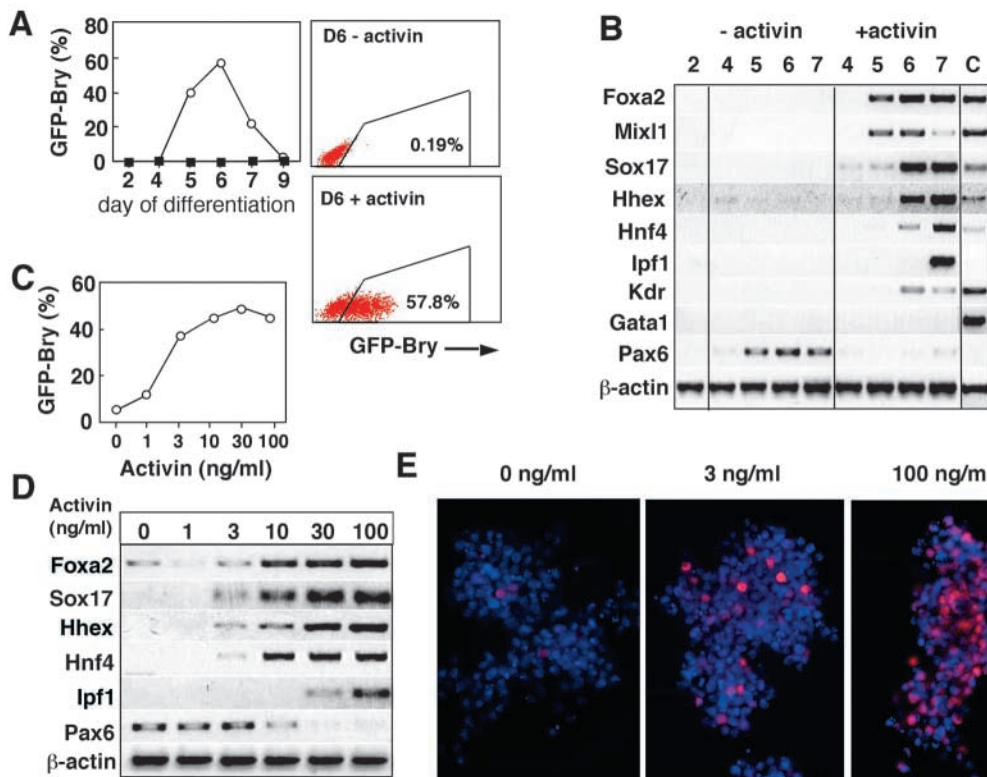 A
GFP-Bry (%)
60
40
20
0
2 4 5 6 7 9
day of differentiation
D6 - activin
0.19%
D6 + activin
57.8%
GFP-Bry
B
- activin +activin
2 4 5 6 7 4 5 6 7 C
Foxa2
Mixl1
Sox17
Hhex
Hnf4
Ipf1
Kdr
Gata1
Pax6
β-actin
C
GFP-Bry (%)
60
40
20
0
0 1 3 10 30 100
Activin (ng/ml)
D
Activin
(ng/ml) 0 1 3 10 30 100
Foxa2
Sox17
Hhex
Hnf4
Ipf1
Pax6
β-actin
E
0 ng/ml 3 ng/ml 100 ng/m